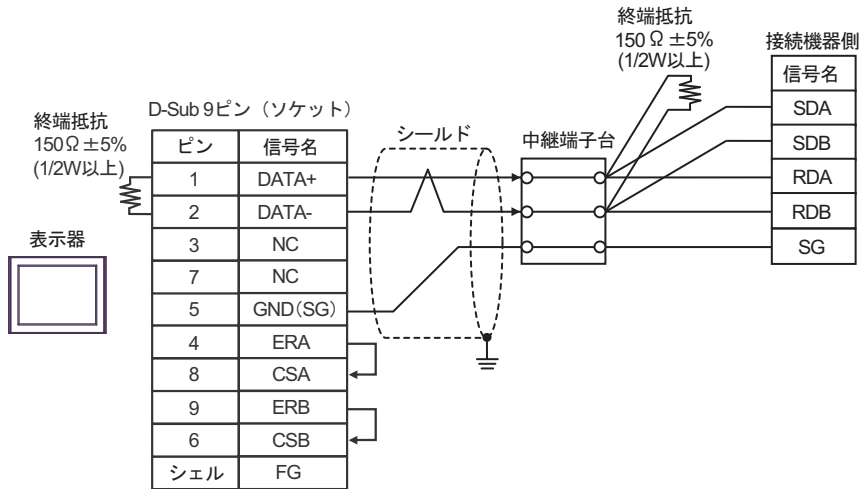 終端抵抗
150Ω±5%
(1/2W以上)
表示器
D-Sub 9ピン（ソケット）
ピン 信号名
1 DATA+
2 DATA-
3 NC
7 NC
5 GND(SG)
4 ERA
8 CSA
9 ERB
6 CSB
シェル FG
シールド
中継端子台
終端抵抗
150Ω±5%
(1/2W以上)
接続機器側
信号名
SDA
SDB
RDA
RDB
SG